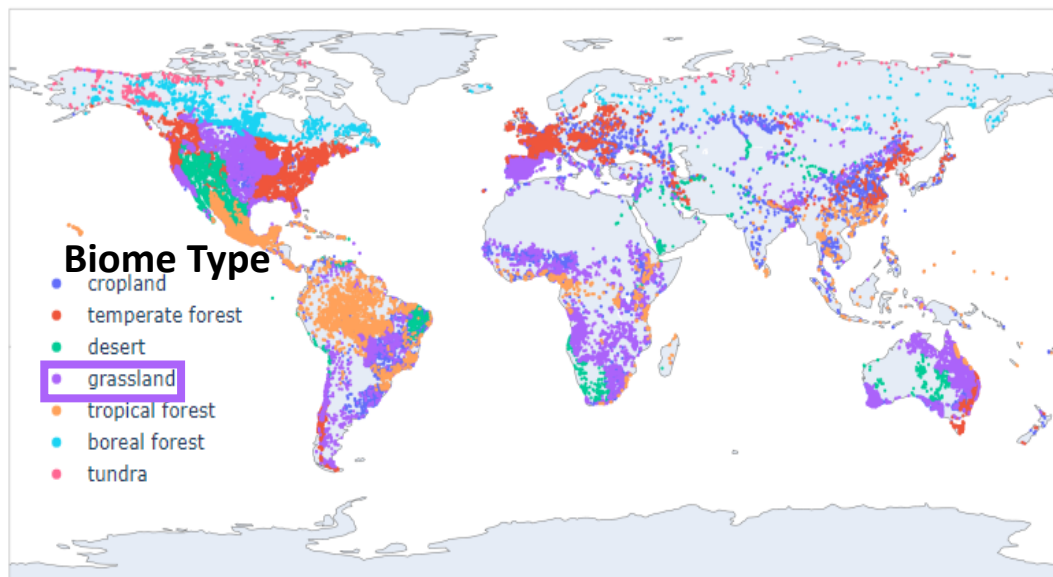 Biome Type
cropland
temperate forest
desert
grassland
tropical forest
boreal forest
tundra